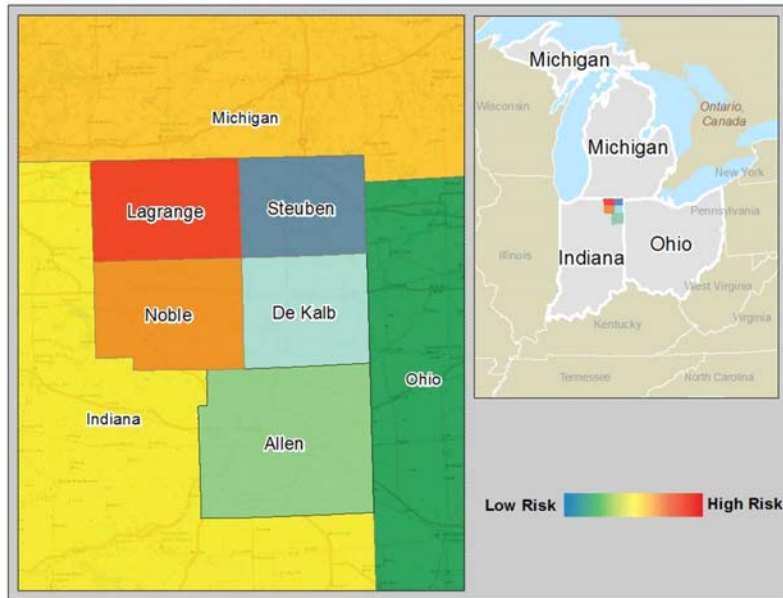 Michigan
Lagrange
Steuben
Noble
De Kalb
Ohio
Indiana
Allen
Michigan
Wisconsin
Ontario,
Canada
Michigan
New York
Pennsylvania
Illinois
Indiana
Ohio
West Virginia
Virginia
Kentucky
Tennessee
North Carolina
Low Risk
High Risk